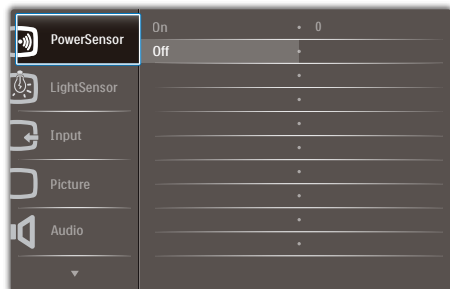 PowerSensor
On • 0
Off •
LightSensor
Input
Picture
Audio